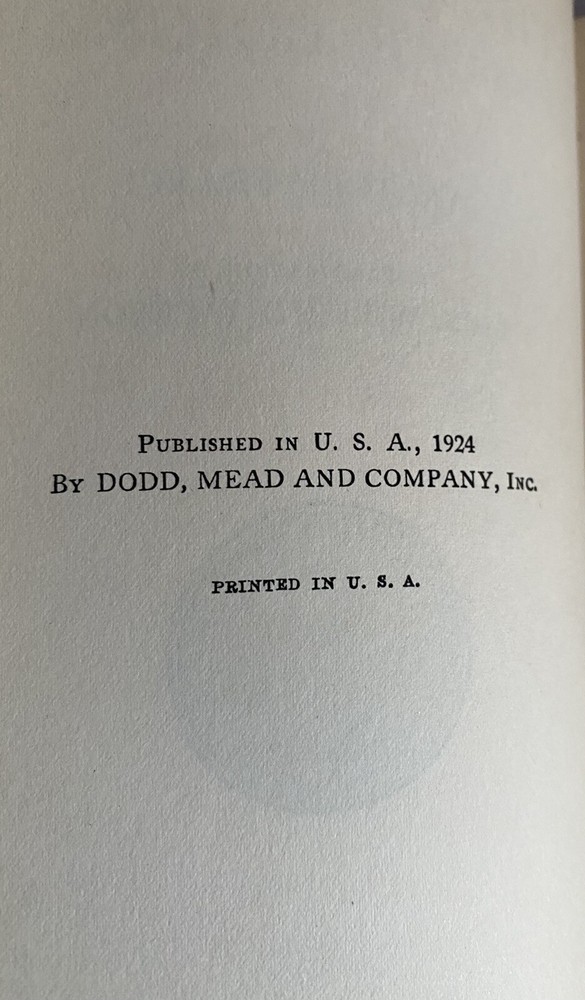 PUBLISHED IN U. S. A., 1924
BY DODD, MEAD AND COMPANY, INC.
PRINTED IN U. S. A.